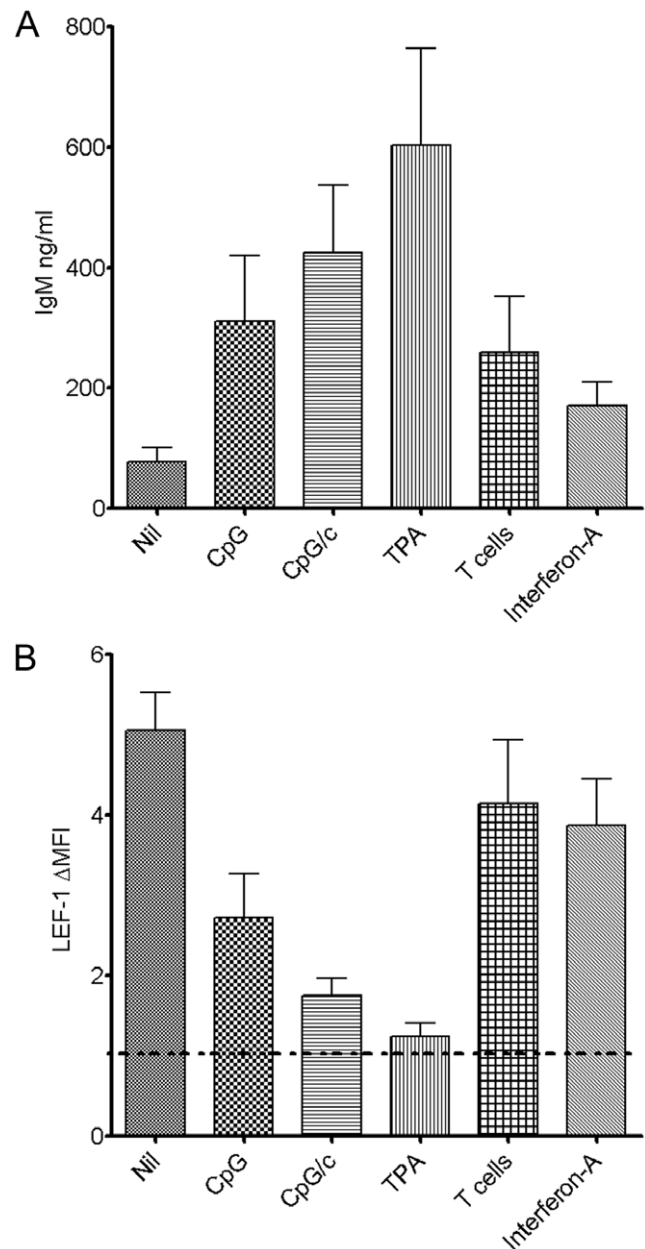 A
800
600
400
200
0
IgM ng/ml
Nil
CpG
CpG/c
TPA
T cells
Interferon-A
B
6
4
2
0
LEF-1 ΔMFI
Nil
CpG
CpG/c
TPA
T cells
Interferon-A